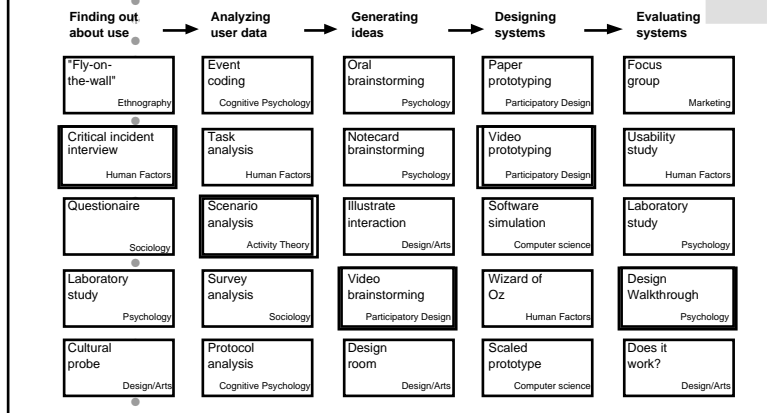 Finding out
about use
Analyzing
user data
Generating
ideas
Designing
systems
Evaluating
systems
"Fly-on-
the-wall"
Ethnography
Event
coding
Cognitive Psychology
Oral
brainstorming
Psychology
Paper
prototyping
Participatory Design
Focus
group
Marketing
Critical incident
interview
Human Factors
Task
analysis
Human Factors
Notecard
brainstorming
Psychology
Video
prototyping
Participatory Design
Usability
study
Human Factors
Questionaire
Sociology
Scenario
analysis
Activity Theory
Illustrate
interaction
Design/Arts
Software
simulation
Computer science
Laboratory
study
Psychology
Laboratory
study
Psychology
Survey
analysis
Sociology
Video
brainstorming
Participatory Design
Wizard of
Oz
Human Factors
Design
Walkthrough
Psychology
Cultural
probe
Design/Arts
Protocol
analysis
Cognitive Psychology
Design
room
Design/Arts
Scaled
prototype
Computer science
Does it
work?
Design/Arts